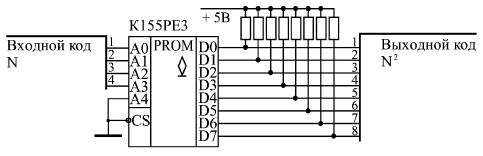 К155РЕ3
+ 5В
Входной код
N
1
2
3
4
A0
A1
A2
A3
A4
CS
PROM
D0
D1
D2
D3
D4
D5
D6
D7
1
2
3
4
5
6
7
8
Выходной код
N²